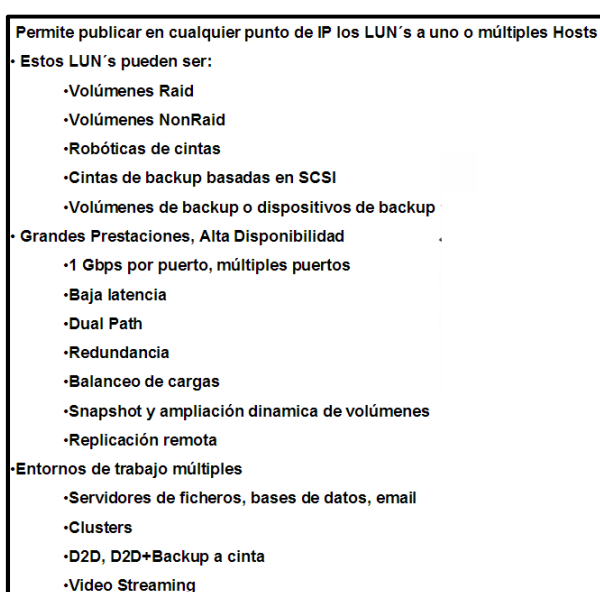 Permite publicar en cualquier punto de IP los LUN´s a uno o múltiples Hosts
• Estos LUN´s pueden ser:
•Volúmenes Raid
•Volúmenes NonRaid
•Robóticas de cintas
•Cintas de backup basadas en SCSI
•Volúmenes de backup o dispositivos de backup
• Grandes Prestaciones, Alta Disponibilidad
•1 Gbps por puerto, múltiples puertos
•Baja latencia
•Dual Path
•Redundancia
•Balanceo de cargas
•Snapshot y ampliación dinamica de volúmenes
•Replicación remota
•Entornos de trabajo múltiples
•Servidores de ficheros, bases de datos, email
•Clusters
•D2D, D2D+Backup a cinta
•Video Streaming